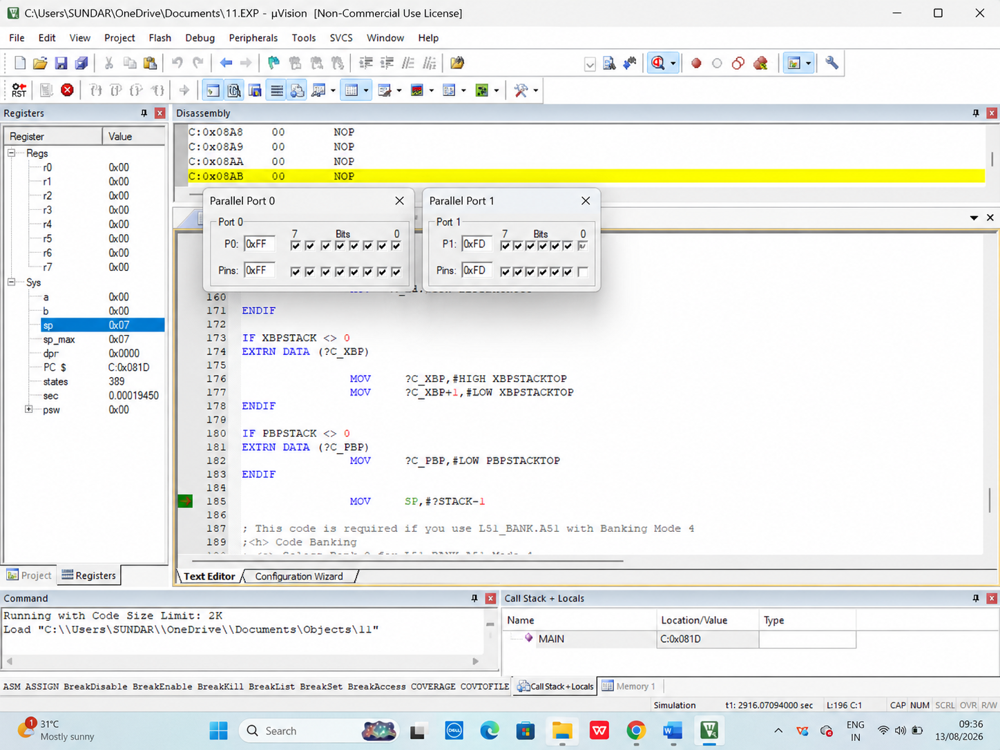 C:\Users\SUNDAR\OneDrive\Documents\11.EXP - µVision [Non-Commercial Use License]
File Edit View Project Flash Debug Peripherals Tools SVCS Window Help
RST
Registers
Register Value
Regs
r0 0x00
r1 0x00
r2 0x00
r3 0x00
r4 0x00
r5 0x00
r6 0x00
r7 0x00
Sys
a 0x00
b 0x00
sp 0x07
sp_max 0x07
dpr 0x0000
PC $ C:0x081D
states 389
sec 0.00019450
psw 0x00
Project Registers
Disassembly
C:0x08A8 00 NOP
C:0x08A9 00 NOP
C:0x08AA 00 NOP
C:0x08AB 00 NOP
Parallel Port 0
Port 0
7 Bits 0
P0: 0xFF
Pins: 0xFF
Parallel Port 1
Port 1
7 Bits 0
P1: 0xFD
Pins: 0xFD
160
171 ENDIF
172
173 IF XBPSTACK <> 0
174 EXTRN DATA (?C_XBP)
175
176 MOV ?C_XBP,#HIGH XBPSTACKTOP
177 MOV ?C_XBP+1,#LOW XBPSTACKTOP
178 ENDIF
179
180 IF PBPSTACK <> 0
181 EXTRN DATA (?C_PBP)
182 MOV ?C_PBP,#LOW PBPSTACKTOP
183 ENDIF
184
185 MOV SP,#?STACK-1
186
187 ; This code is required if you use L51_BANK.A51 with Banking Mode 4
189 ;<h> Code Banking
Text Editor Configuration Wizard
Command
Running with Code Size Limit: 2K
Load "C:\\Users\SUNDAR\\OneDrive\\Documents\Objects\11"
ASM ASSIGN BreakDisable BreakEnable BreakKill BreakList BreakSet BreakAccess COVERAGE COVTOFILE
Call Stack + Locals
Name Location/Value Type
MAIN C:0x081D
Call Stack + Locals Memory 1
Simulation t1: 2916.07094000 sec L:196 C:1 CAP NUM SCRL OVR R/W
1
31°C
Mostly sunny
Search
DELL
W
W
ENG
IN
09:36
13/08/2026